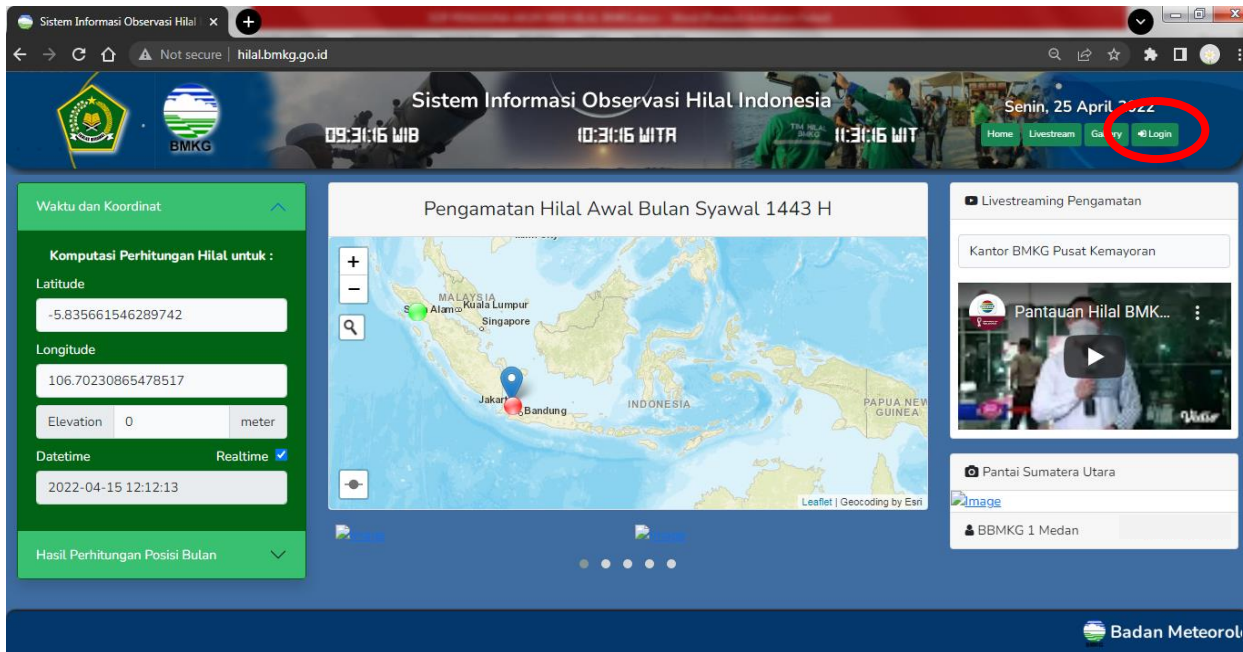 Sistem Informasi Observasi Hilal
Not secure | hilal.bmkg.go.id
BMKG
Sistem Informasi Observasi Hilal Indonesia
09:31:16 WIB
10:31:16 WITA
11:31:16 WIT
Senin, 25 April 2022
Home
Livestream
Gallery
Login
Waktu dan Koordinat
Komputasi Perhitungan Hilal untuk :
Latitude
-5.835661546289742
Longitude
106.70230865478517
Elevation 0 meter
Datetime Realtime
2022-04-15 12:12:13
Hasil Perhitungan Posisi Bulan
Pengamatan Hilal Awal Bulan Syawal 1443 H
+
−
MALAYSIA
Kuala Lumpur
Alam
Singapore
Jakart
Bandung
INDONESIA
PAPUA NEW
GUINEA
Leaflet | Geocoding by Esri
Livestreaming Pengamatan
Kantor BMKG Pusat Kemayoran
Pantauan Hilal BMK...
Pantai Sumatera Utara
Image
BBMKG 1 Medan
Badan Meteorol